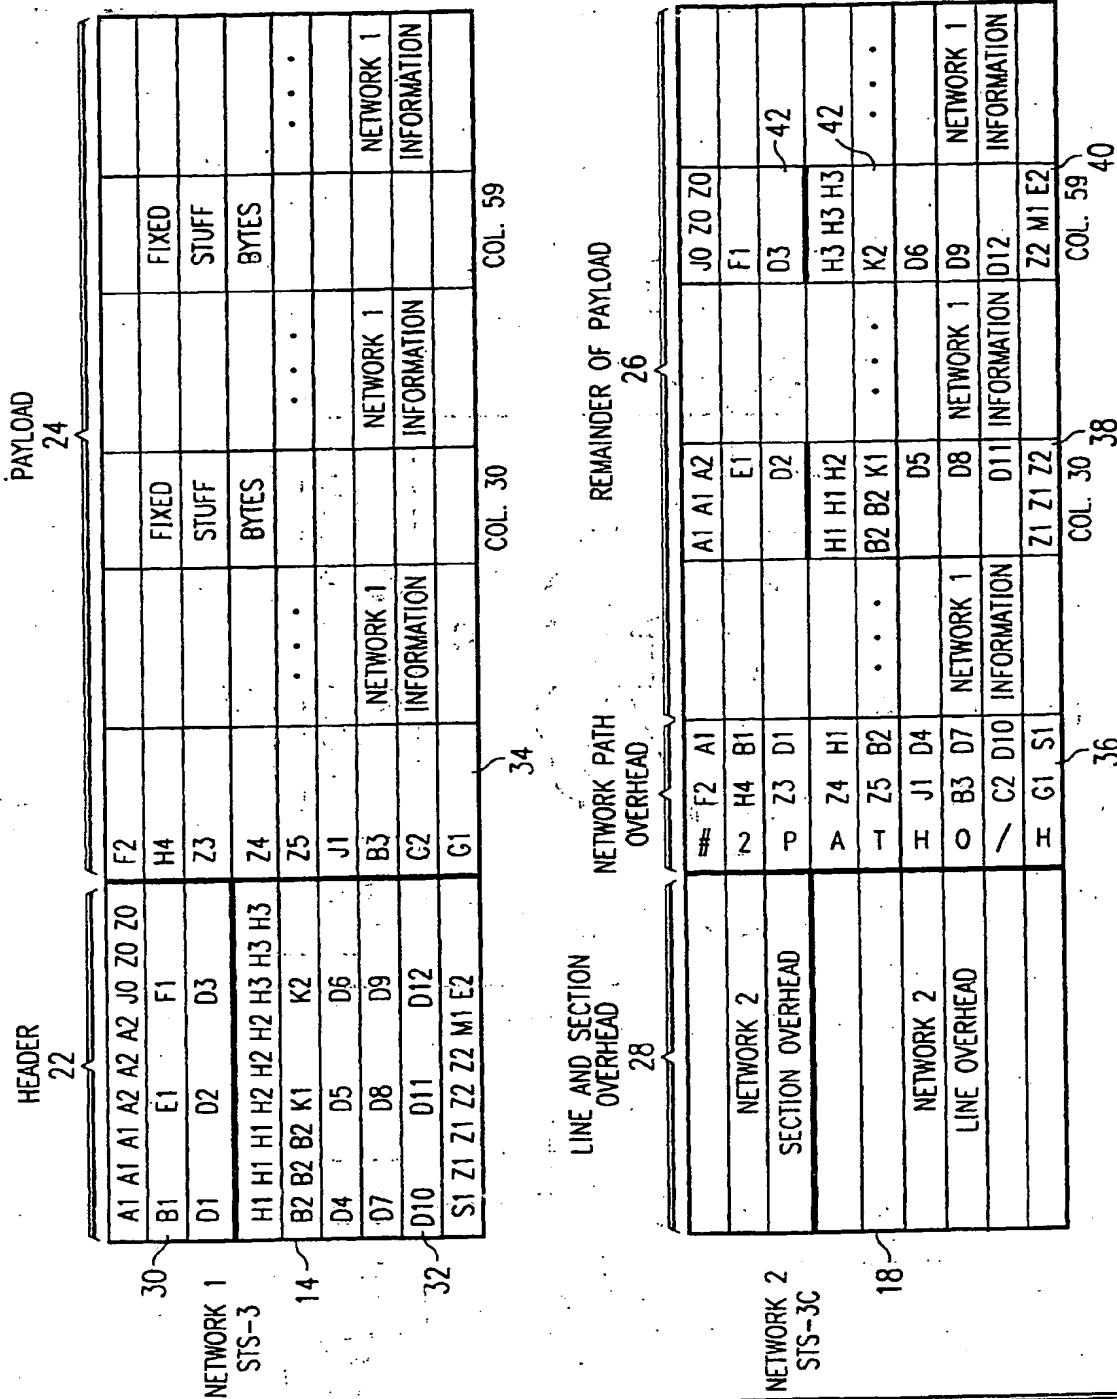 HEADER
22
PAYLOAD
24
NETWORK 1
STS-3
30
14
32
A1 A1 A1 A2 A2 A2 J0 Z0 Z0
B1 E1 F1
D1 D2 D3
H1 H1 H1 H2 H2 H2 H3 H3 H3
B2 B2 B2 K1 K2
D4 D5 D6
D7 D8 D9
D10 D11 D12
S1 Z1 Z1 Z2 Z2 M1 E2
F2
H4
Z3
Z4
Z5
J1
B3
C2
G1
34
. . .
NETWORK 1
INFORMATION
FIXED
STUFF
BYTES
COL. 30
. . .
NETWORK 1
INFORMATION
FIXED
STUFF
BYTES
COL. 59
. . .
NETWORK 1
INFORMATION
LINE AND SECTION
OVERHEAD
28
NETWORK PATH
OVERHEAD
REMAINDER OF PAYLOAD
26
NETWORK 2
STS-3C
18
NETWORK 2
SECTION OVERHEAD
NETWORK 2
LINE OVERHEAD
# F2 A1
2 H4 B1
P Z3 D1
A Z4 H1
T Z5 B2
H J1 D4
O B3 D7
/ C2 D10
H G1 S1
36
. . .
NETWORK 1
INFORMATION
A1 A1 A2
E1
D2
H1 H1 H2
B2 B2 K1
D5
D8
D11
Z1 Z1 Z2
COL. 30
38
. . .
NETWORK 1
INFORMATION
J0 Z0 Z0
F1
D3
H3 H3 H3
K2
D6
D9
D12
Z2 M1 E2
COL. 59
40
42
42
. . .
NETWORK 1
INFORMATION